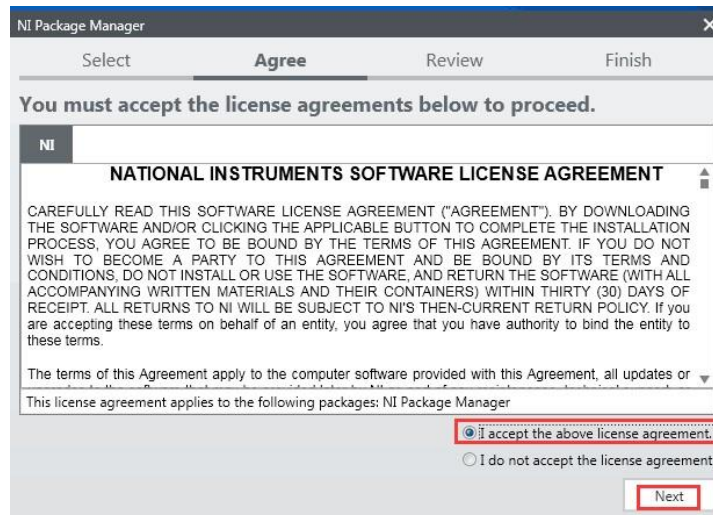 NI Package Manager
Select Agree Review Finish
You must accept the license agreements below to proceed.
NI
NATIONAL INSTRUMENTS SOFTWARE LICENSE AGREEMENT
CAREFULLY READ THIS SOFTWARE LICENSE AGREEMENT ("AGREEMENT"). BY DOWNLOADING
THE SOFTWARE AND/OR CLICKING THE APPLICABLE BUTTON TO COMPLETE THE INSTALLATION
PROCESS, YOU AGREE TO BE BOUND BY THE TERMS OF THIS AGREEMENT. IF YOU DO NOT
WISH TO BECOME A PARTY TO THIS AGREEMENT AND BE BOUND BY ITS TERMS AND
CONDITIONS, DO NOT INSTALL OR USE THE SOFTWARE, AND RETURN THE SOFTWARE (WITH ALL
ACCOMPANYING WRITTEN MATERIALS AND THEIR CONTAINERS) WITHIN THIRTY (30) DAYS OF
RECEIPT. ALL RETURNS TO NI WILL BE SUBJECT TO NI'S THEN-CURRENT RETURN POLICY. If you
are accepting these terms on behalf of an entity, you agree that you have authority to bind the entity to
these terms.
The terms of this Agreement apply to the computer software provided with this Agreement, all updates or
This license agreement applies to the following packages: NI Package Manager
I accept the above license agreement.
I do not accept the license agreement
Next